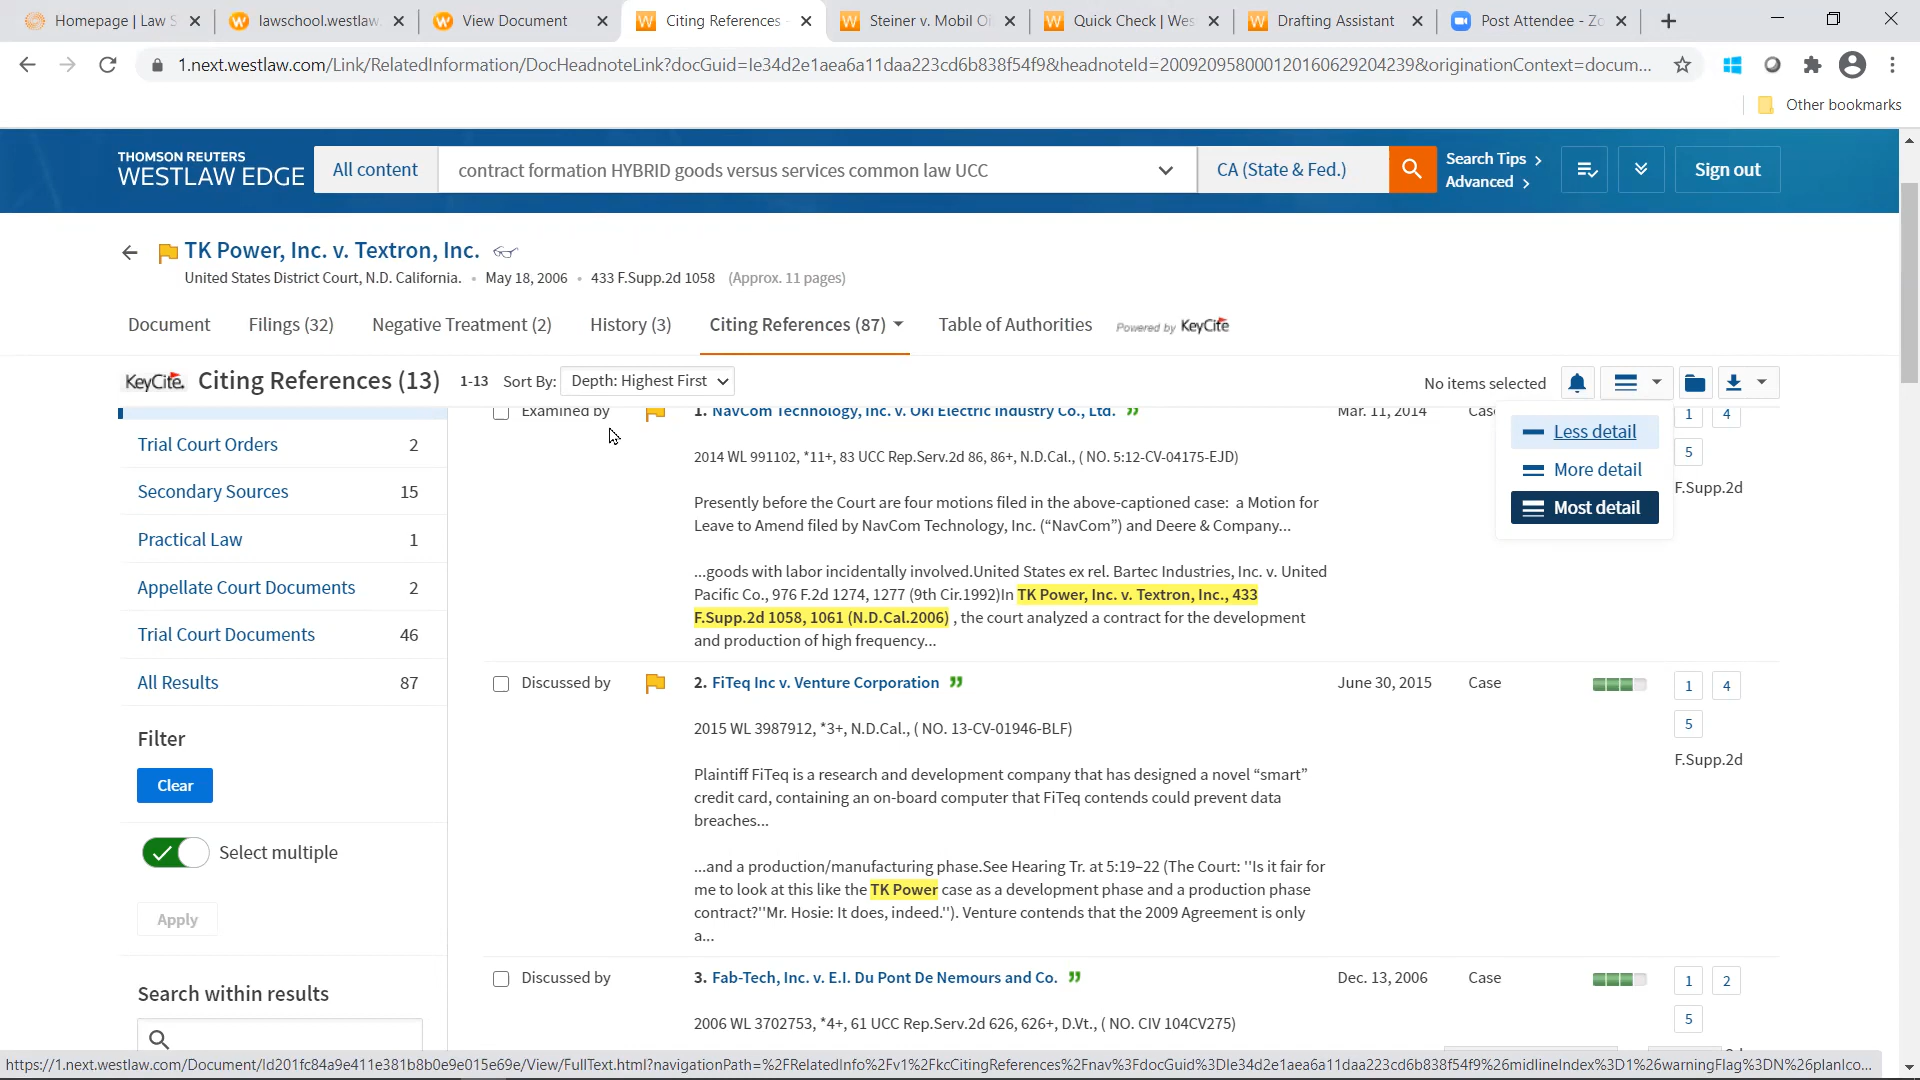 Homepage | Law S
lawschool.westlaw.
View Document
Citing References -
Steiner v. Mobil O
Quick Check | Wes
Drafting Assistant
Post Attendee - Zo
1.next.westlaw.com/Link/RelatedInformation/DocHeadnoteLink?docGuid=Ie34d2e1aea6a11daa223cd6b838f54f9&headnoteId=200920958000120160629204239&originationContext=docum...
Other bookmarks
THOMSON REUTERS
WESTLAW EDGE
All content
contract formation HYBRID goods versus services common law UCC
CA (State & Fed.)
Search Tips
Advanced
Sign out
TK Power, Inc. v. Textron, Inc.
United States District Court, N.D. California. • May 18, 2006 • 433 F.Supp.2d 1058 (Approx. 11 pages)
Document Filings (32) Negative Treatment (2) History (3) Citing References (87) Table of Authorities Powered by KeyCite
KeyCite. Citing References (13) 1-13 Sort By: Depth: Highest First No items selected
Trial Court Orders 2
Secondary Sources 15
Practical Law 1
Appellate Court Documents 2
Trial Court Documents 46
All Results 87
Filter
Clear
Select multiple
Apply
Search within results
Examined by 1. NavCom Technology, Inc. v. Oki Electric Industry Co., Ltd. Mar. 11, 2014 Case 1 4
5
F.Supp.2d
Less detail
More detail
Most detail
2014 WL 991102, *11+, 83 UCC Rep.Serv.2d 86, 86+, N.D.Cal., ( NO. 5:12-CV-04175-EJD)
Presently before the Court are four motions filed in the above-captioned case: a Motion for
Leave to Amend filed by NavCom Technology, Inc. (“NavCom”) and Deere & Company...
...goods with labor incidentally involved.United States ex rel. Bartec Industries, Inc. v. United
Pacific Co., 976 F.2d 1274, 1277 (9th Cir.1992)In TK Power, Inc. v. Textron, Inc., 433
F.Supp.2d 1058, 1061 (N.D.Cal.2006) , the court analyzed a contract for the development
and production of high frequency...
Discussed by 2. FiTeq Inc v. Venture Corporation June 30, 2015 Case 1 4
5
F.Supp.2d
2015 WL 3987912, *3+, N.D.Cal., ( NO. 13-CV-01946-BLF)
Plaintiff FiTeq is a research and development company that has designed a novel “smart”
credit card, containing an on-board computer that FiTeq contends could prevent data
breaches...
...and a production/manufacturing phase.See Hearing Tr. at 5:19–22 (The Court: ''Is it fair for
me to look at this like the TK Power case as a development phase and a production phase
contract?''Mr. Hosie: It does, indeed.''). Venture contends that the 2009 Agreement is only
a...
Discussed by 3. Fab-Tech, Inc. v. E.I. Du Pont De Nemours and Co. Dec. 13, 2006 Case 1 2
5
2006 WL 3702753, *4+, 61 UCC Rep.Serv.2d 626, 626+, D.Vt., ( NO. CIV 104CV275)
https://1.next.westlaw.com/Document/Id201fc84a9e411e381b8b0e9e015e69e/View/FullText.html?navigationPath=%2FRelatedInfo%2Fv1%2FkcCitingReferences%2Fnav%3FdocGuid%3DIe34d2e1aea6a11daa223cd6b838f54f9%26midlineIndex%3D1%26warningFlag%3DN%26planIco...